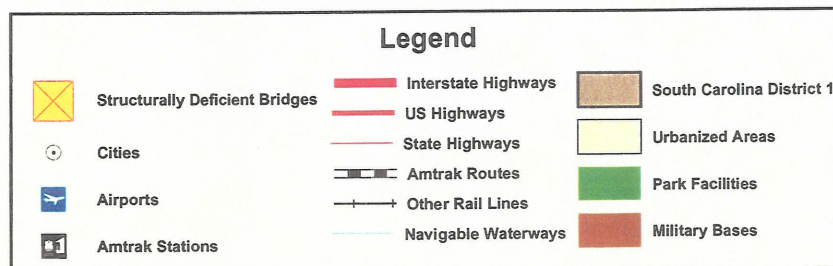 Legend
Structurally Deficient Bridges
Cities
Airports
Amtrak Stations
Interstate Highways
US Highways
State Highways
Amtrak Routes
Other Rail Lines
Navigable Waterways
South Carolina District 1
Urbanized Areas
Park Facilities
Military Bases